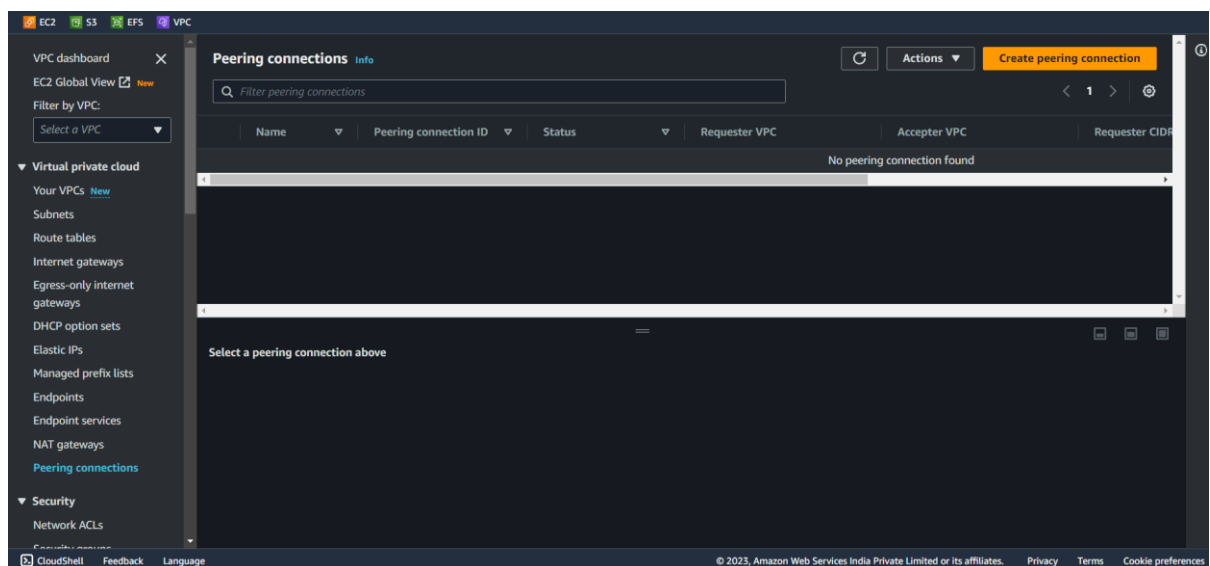 EC2 S3 EFS VPC
VPC dashboard
EC2 Global View New
Filter by VPC:
Select a VPC
Virtual private cloud
Your VPCs New
Subnets
Route tables
Internet gateways
Egress-only internet
gateways
DHCP option sets
Elastic IPs
Managed prefix lists
Endpoints
Endpoint services
NAT gateways
Peering connections
Security
Network ACLs
Security groups
Peering connections Info
Actions
Create peering connection
Filter peering connections
1
Name Peering connection ID Status Requester VPC Accepter VPC Requester CIDR
No peering connection found
Select a peering connection above
CloudShell Feedback Language
© 2023, Amazon Web Services India Private Limited or its affiliates. Privacy Terms Cookie preferences